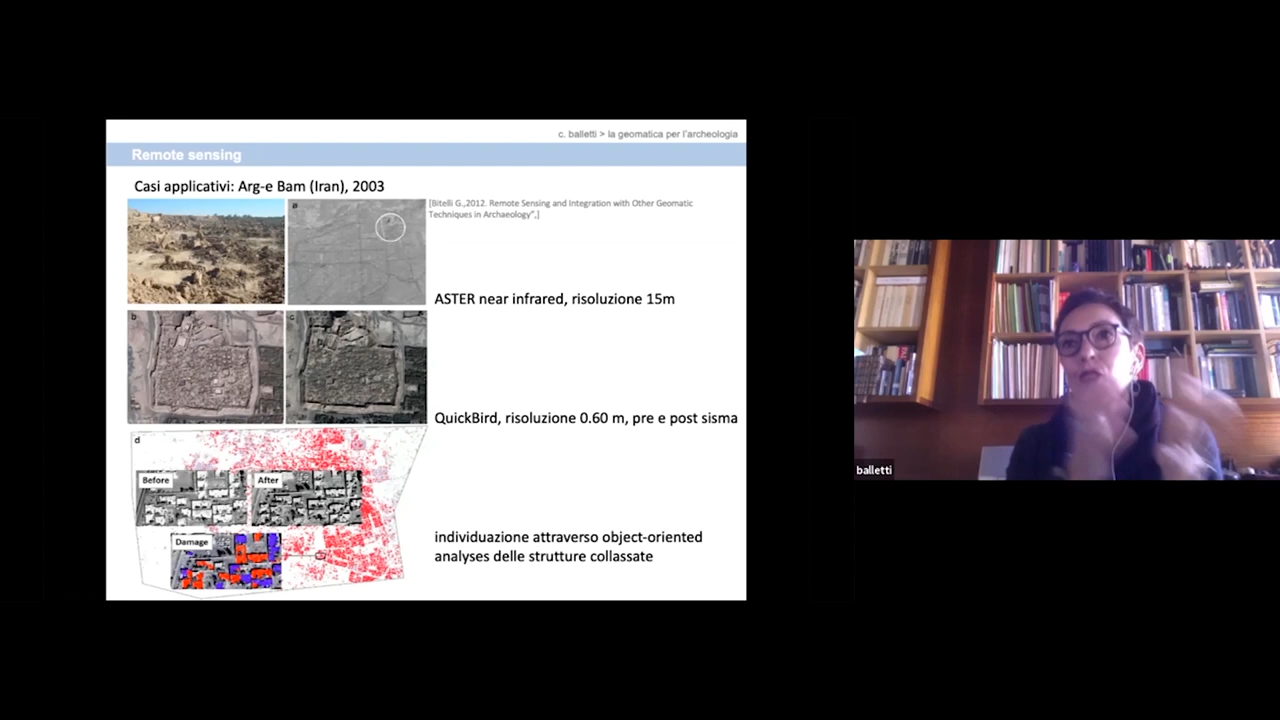 c. balletti > la geomatica per l'archeologia
Remote sensing
Casi applicativi: Arg-e Bam (Iran), 2003
a
[Bitelli G.,2012. Remote Sensing and Integration with Other Geomatic
Techniques in Archaeology",]
ASTER near infrared, risoluzione 15m
b
c
QuickBird, risoluzione 0.60 m, pre e post sisma
d
Before
After
Damage
individuazione attraverso object-oriented
analyses delle strutture collassate
balletti